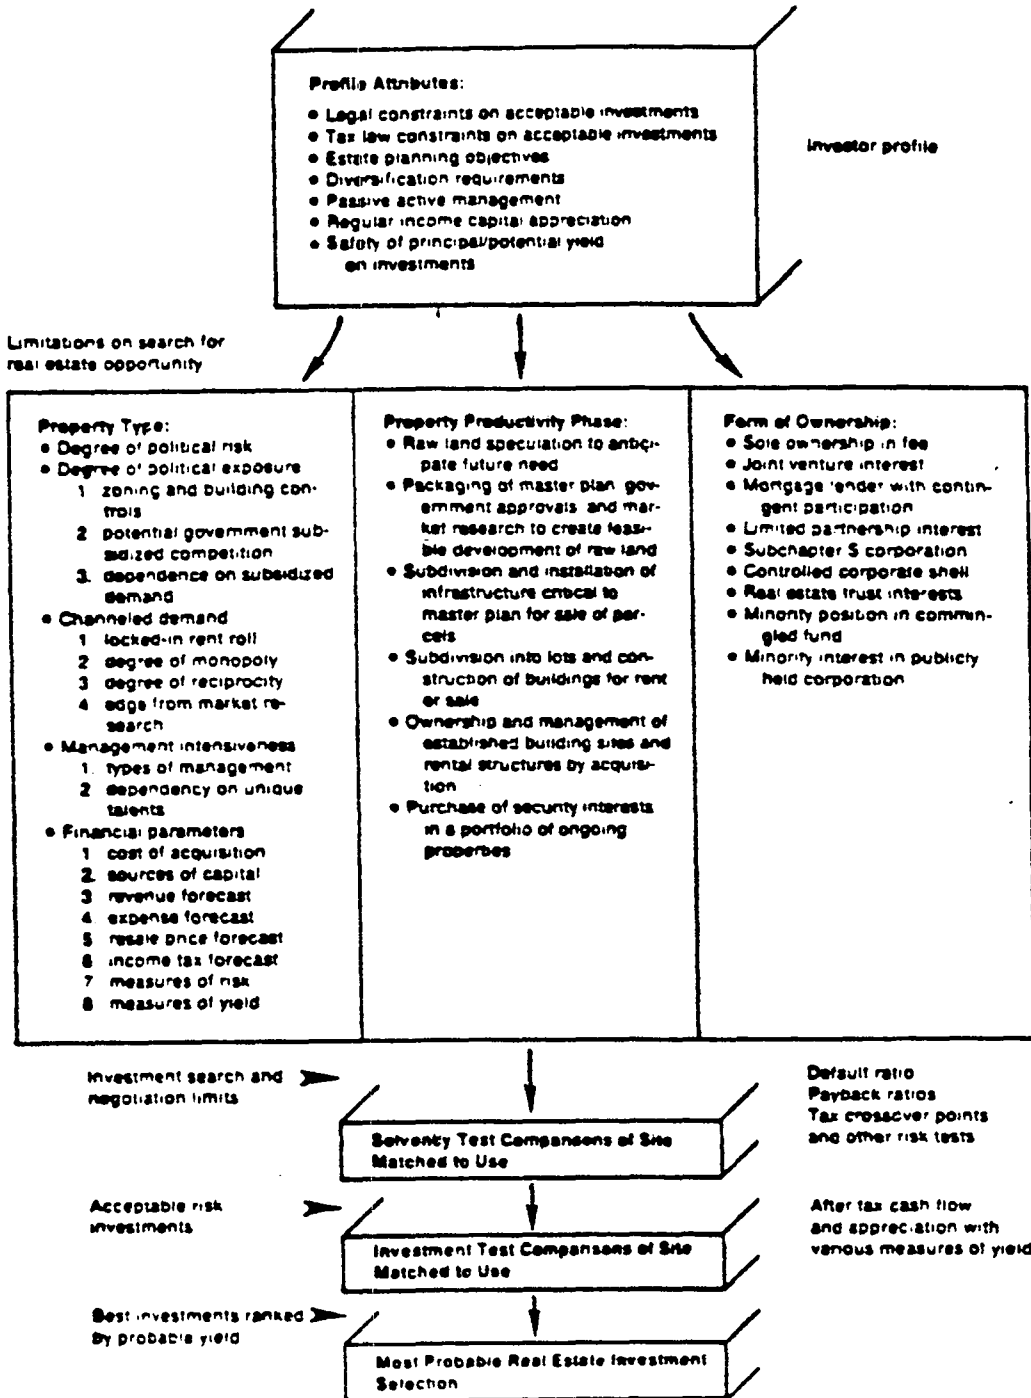 Profile Attributes:
• Legal constraints on acceptable investments
• Tax law constraints on acceptable investments
• Estate planning objectives
• Diversification requirements
• Passive active management
• Regular income capital appreciation
• Safety of principal/potential yield
on investments
Investor profile
Limitations on search for
real estate opportunity
Property Type:
• Degree of political risk
• Degree of political exposure
1 zoning and building con-
trols
2 potential government sub-
sidized competition
3. dependence on subsidized
demand
• Channeled demand
1 locked-in rent roll
2 degree of monopoly
3 degree of reciprocity
4 edge from market re-
search
• Management intensiveness
1. types of management
2 dependency on unique
talents
• Financial parameters
1 cost of acquisition
2. sources of capital
3 revenue forecast
4 expense forecast
5 resale price forecast
6 income tax forecast
7 measures of risk
8 measures of yield
Property Productivity Phase:
• Raw land speculation to antici-
pate future need
• Packaging of master plan, gov-
ernment approvals, and mar-
ket research to create feasi-
ble development of raw land
• Subdivision and installation of
infrastructure critical to
master plan for sale of par-
cels
• Subdivision into lots and con-
struction of buildings for rent
or sale
• Ownership and management of
established building sites and
rental structures by acquisi-
tion
• Purchase of security interests
in a portfolio of ongoing
properties
Form of Ownership:
• Sole ownership in fee
• Joint venture interest
• Mortgage lender with contin-
gent participation
• Limited partnership interest
• Subchapter S corporation
• Controlled corporate shell
• Real estate trust interests
• Minority position in commin-
gled fund
• Minority interest in publicly
held corporation
Investment search and
negotiation limits
Default ratio
Payback ratios
Tax crossover points
and other risk tests
Solvency Test Comparisons of Site
Matched to Use
Acceptable risk
investments
After tax cash flow
and appreciation with
various measures of yield
Investment Test Comparisons of Site
Matched to Use
Best investments ranked
by probable yield
Most Probable Real Estate Investment
Selection